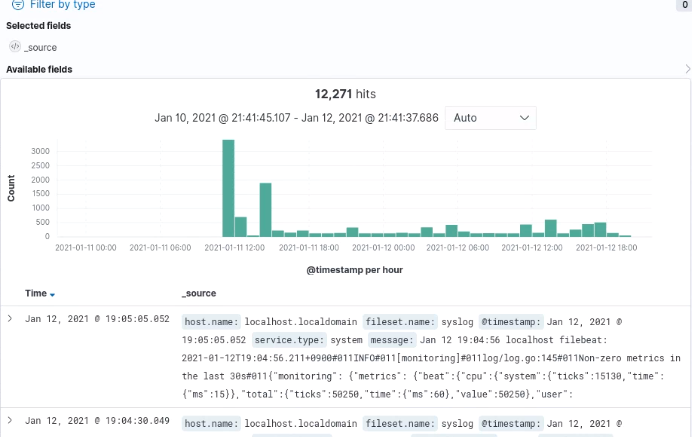 Filter by type 0
Selected fields
_source
Available fields
12,271 hits
Jan 10, 2021 @ 21:41:45.107 - Jan 12, 2021 @ 21:41:37.686 Auto
3000
2500
2000
1500
1000
500
0
Count
2021-01-11 00:00 2021-01-11 06:00 2021-01-11 12:00 2021-01-11 18:00 2021-01-12 00:00 2021-01-12 06:00 2021-01-12 12:00 2021-01-12 18:00
@timestamp per hour
Time _source
Jan 12, 2021 @ 19:05:05.052 host.name: localhost.localdomain fileset.name: syslog @timestamp: Jan 12, 2021 @
19:05:05.052 service.type: system message: Jan 12 19:04:56 localhost filebeat:
2021-01-12T19:04:56.211+0900#011INFO#011[monitoring]#011log/log.go:145#011Non-zero metrics in
the last 30s#011{"monitoring": {"metrics": {"beat":{"cpu":{"system":{"ticks":15130,"time":
{"ms":15}},"total":{"ticks":50250,"time":{"ms":60},"value":50250},"user":
Jan 12, 2021 @ 19:04:30.049 host.name: localhost.localdomain fileset.name: syslog @timestamp: Jan 12, 2021 @